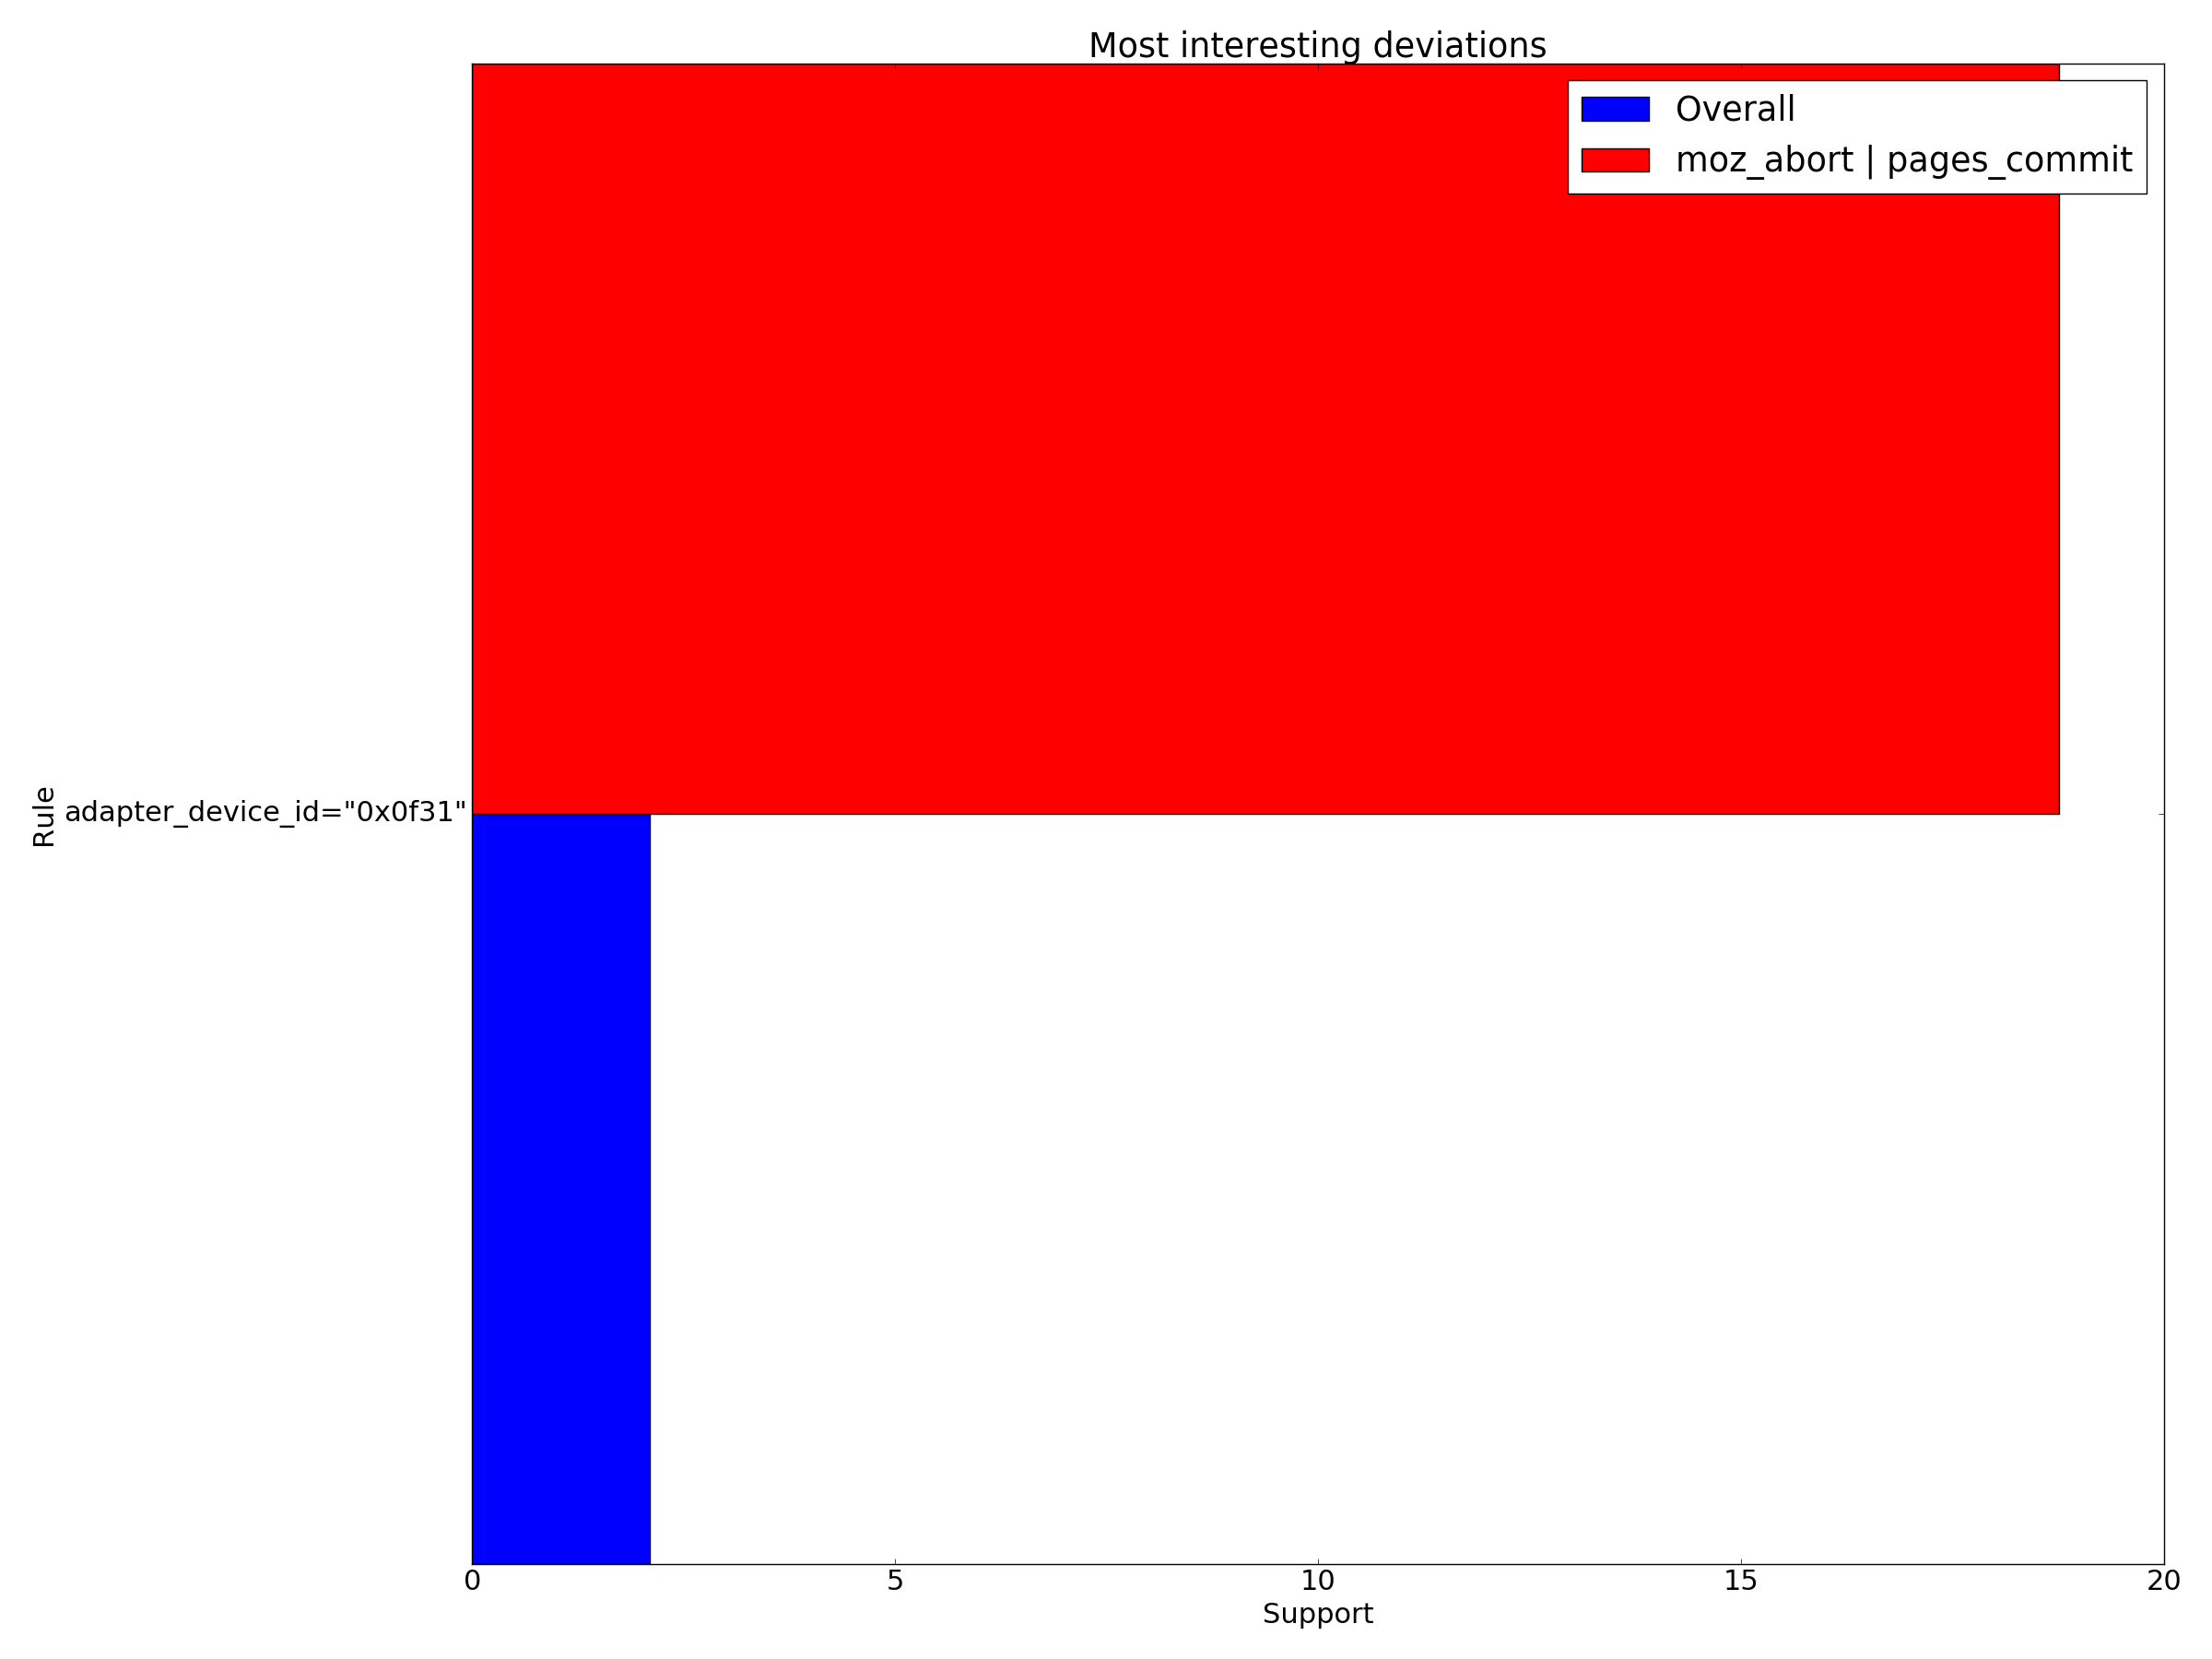 Most interesting deviations
Overall
moz_abort | pages_commit
Rule
adapter_device_id="0x0f31"
0 5 10 15 20
Support